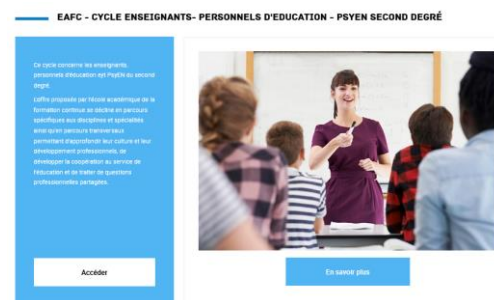 EAFC - CYCLE ENSEIGNANTS- PERSONNELS D'EDUCATION - PSYEN SECOND DEGRÉ
Ce cycle concerne les enseignants,
personnels d'éducation eyt PsyEN du second
degré.
L'offre proposée par l'école académique de la
formation continue se décline en parcours
spécifiques aux disciplines et spécialités
ainsi qu'en parcours transversaux
permettant d'approfondir leur culture et leur
développement professionnels, de
développer la coopération au service de
l'éducation et de traiter de questions
professionnelles partagées.
Accéder
En savoir plus